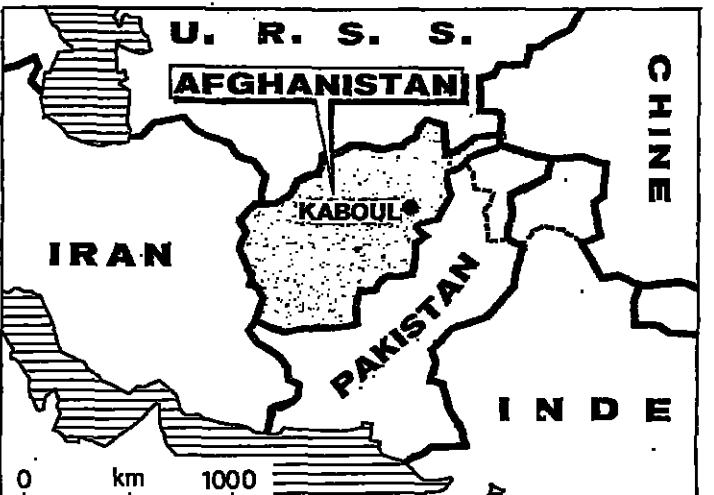 U. R. S. S.
AFGHANISTAN
CHINE
KABOUL
IRAN
PAKISTAN
INDE
0 km 1000